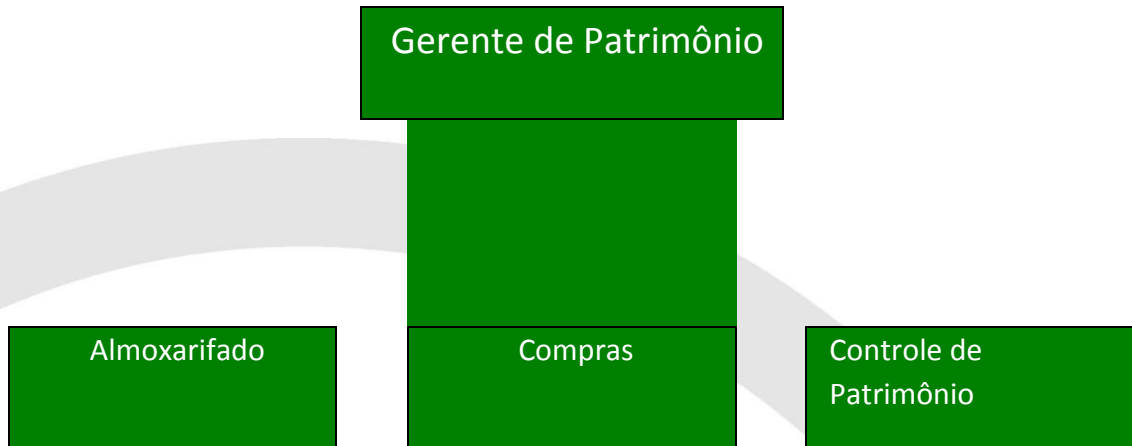 Gerente de Patrimônio
Almoxarifado
Compras
Controle de
Patrimônio